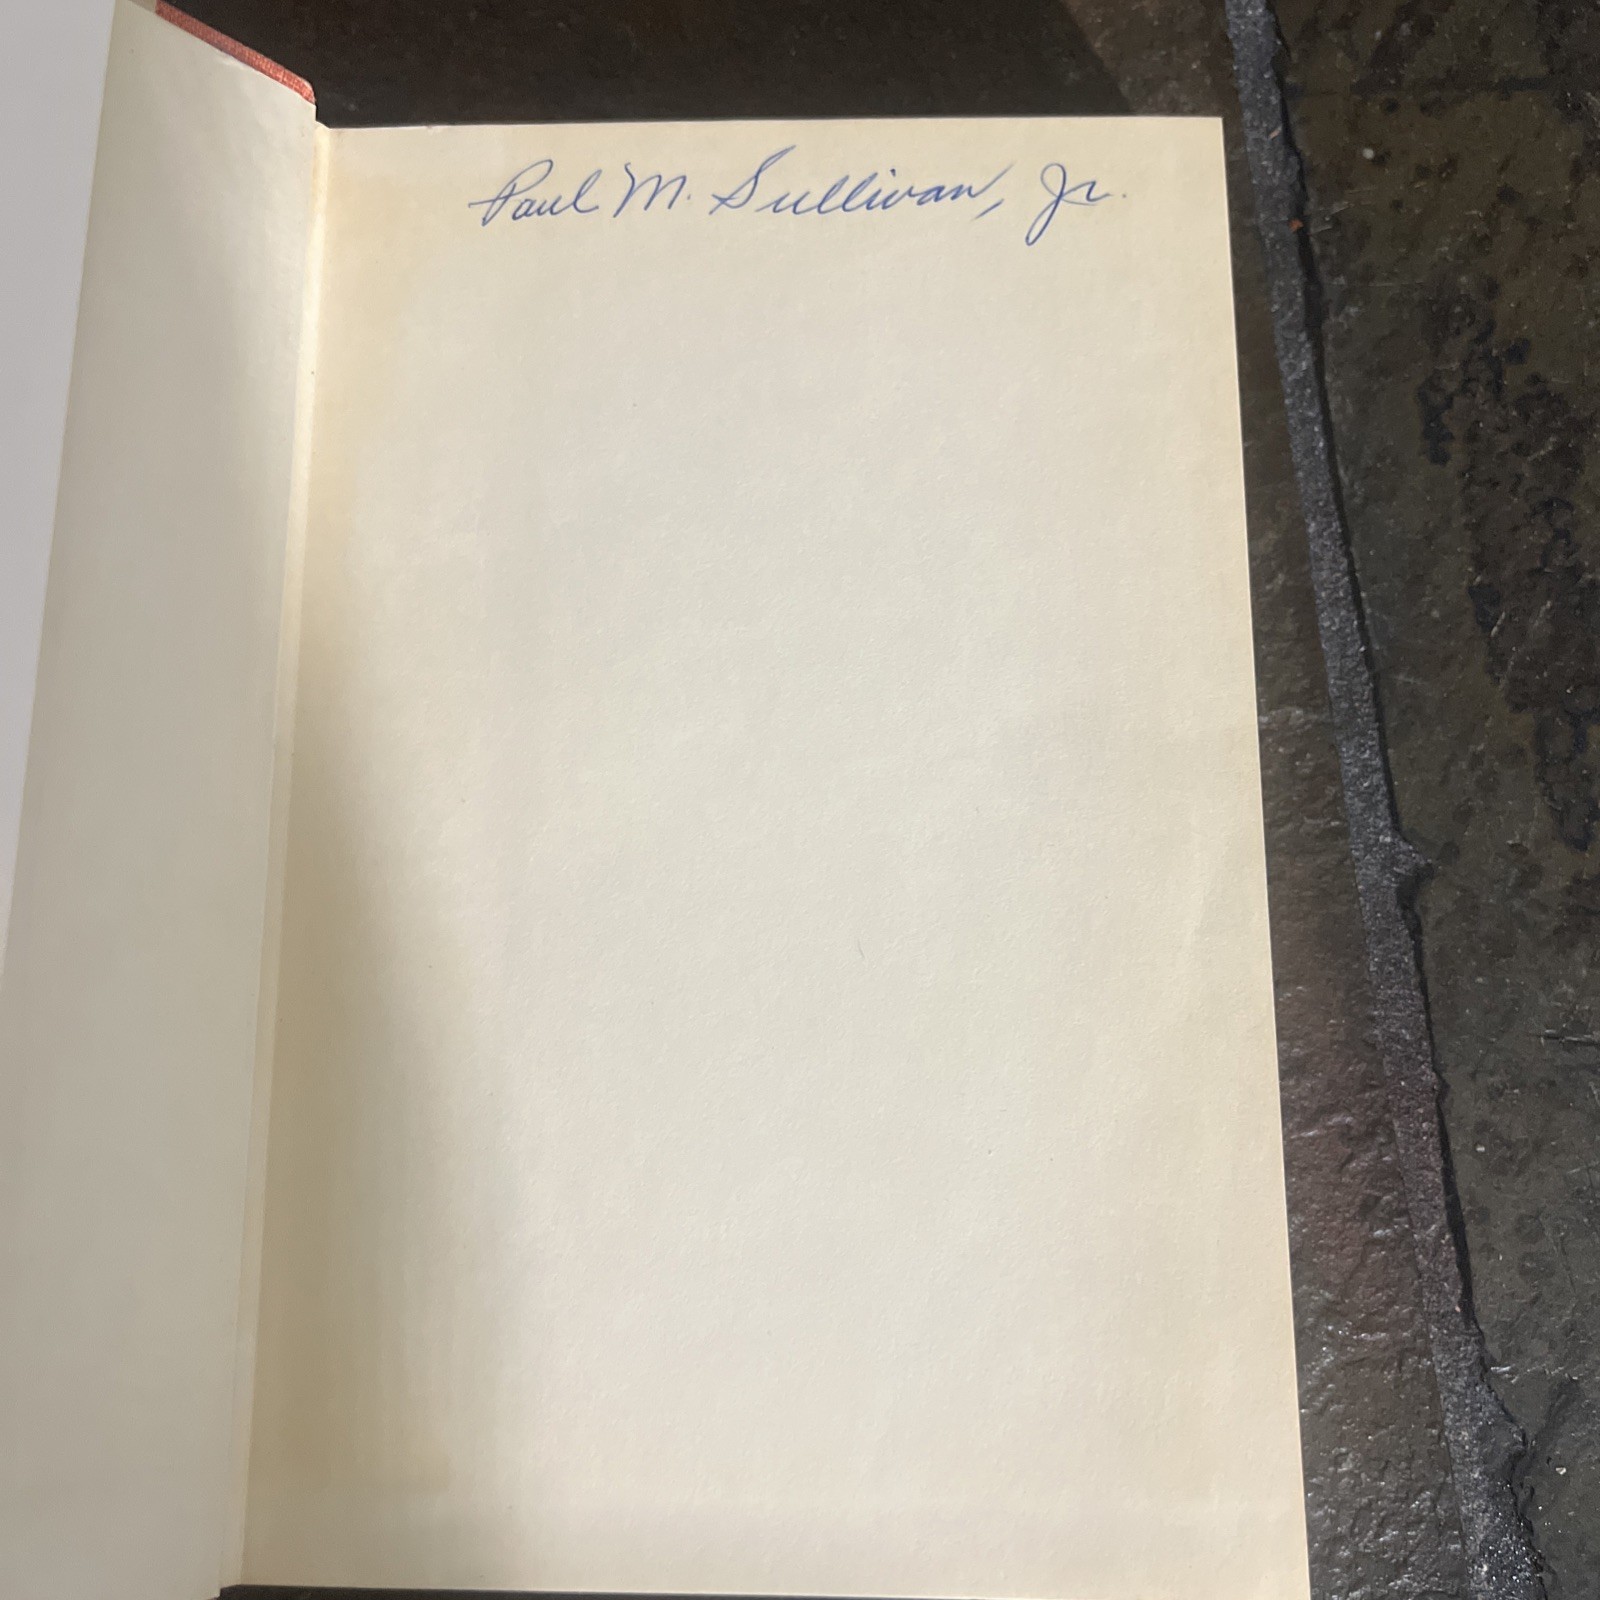 Paul M. Sullivan, Jr.